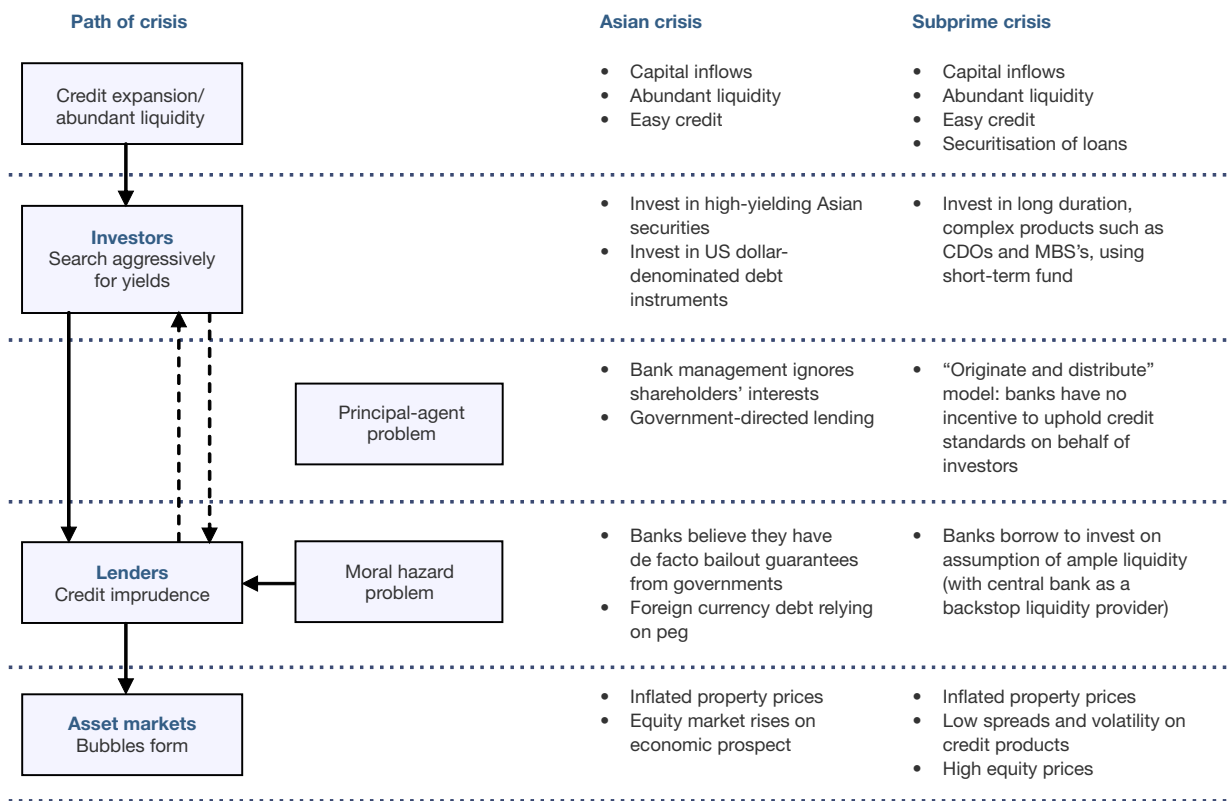 Path of crisis
Asian crisis
Subprime crisis
Credit expansion/
abundant liquidity
• Capital inflows
• Abundant liquidity
• Easy credit
• Capital inflows
• Abundant liquidity
• Easy credit
• Securitisation of loans
Investors
Search aggressively
for yields
• Invest in high-yielding Asian
securities
• Invest in US dollar-
denominated debt
instruments
• Invest in long duration,
complex products such as
CDOs and MBS’s, using
short-term fund
Principal-agent
problem
• Bank management ignores
shareholders’ interests
• Government-directed lending
• “Originate and distribute”
model: banks have no
incentive to uphold credit
standards on behalf of
investors
Lenders
Credit imprudence
Moral hazard
problem
• Banks believe they have
de facto bailout guarantees
from governments
• Foreign currency debt relying
on peg
• Banks borrow to invest on
assumption of ample liquidity
(with central bank as a
backstop liquidity provider)
Asset markets
Bubbles form
• Inflated property prices
• Equity market rises on
economic prospect
• Inflated property prices
• Low spreads and volatility on
credit products
• High equity prices